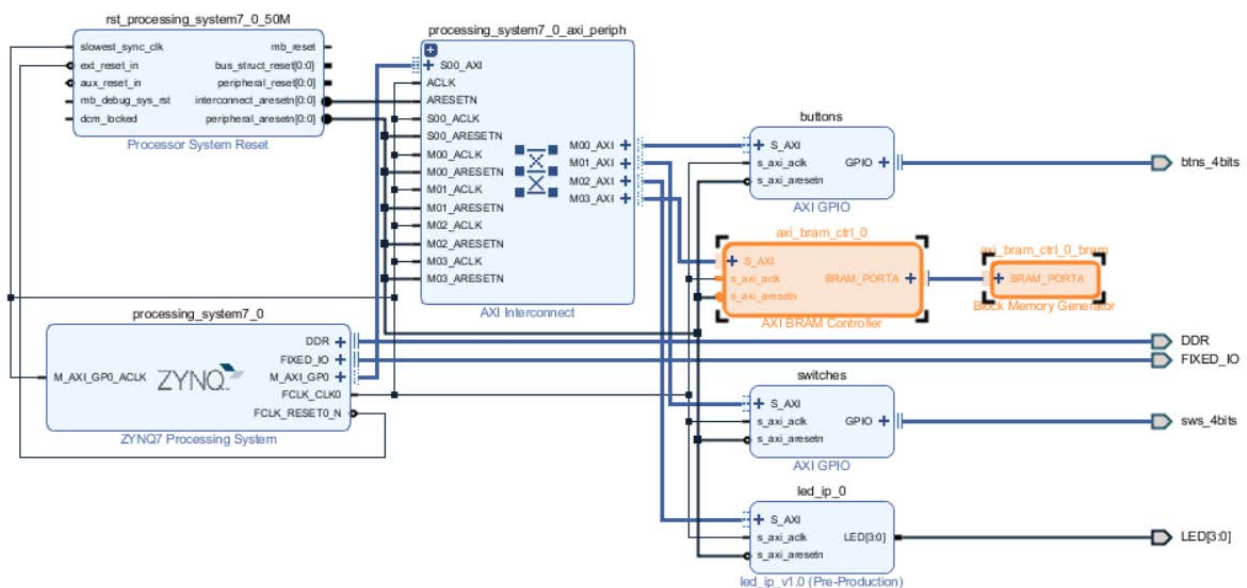 rst_processing_system7_0_50M
slowest_sync_clk
ext_reset_in
aux_reset_in
mb_debug_sys_rst
dcm_locked
mb_reset
bus_struct_reset[0:0]
peripheral_reset[0:0]
interconnect_aresetn[0:0]
peripheral_aresetn[0:0]
Processor System Reset
processing_system7_0
M_AXI_GP0_ACLK
ZYNQ
DDR
FIXED_IO
M_AXI_GP0
FCLK_CLK0
FCLK_RESET0_N
ZYNQ7 Processing System
processing_system7_0_axi_periph
S00_AXI
ACLK
ARESETN
S00_ACLK
S00_ARESETN
M00_ACLK
M00_ARESETN
M01_ACLK
M01_ARESETN
M02_ACLK
M02_ARESETN
M03_ACLK
M03_ARESETN
M00_AXI
M01_AXI
M02_AXI
M03_AXI
AXI Interconnect
buttons
S_AXI
s_axi_aclk
s_axi_aresetn
GPIO
AXI GPIO
axi_bram_ctrl_0
S_AXI
s_axi_aclk
s_axi_aresetn
BRAM_PORTA
AXI BRAM Controller
axi_bram_ctrl_0_bram
BRAM_PORTA
Block Memory Generator
switches
S_AXI
s_axi_aclk
s_axi_aresetn
GPIO
AXI GPIO
led_ip_0
S_AXI
s_axi_aclk
s_axi_aresetn
LED[3:0]
led_ip_v1.0 (Pre-Production)
btns_4bits
DDR
FIXED_IO
sws_4bits
LED[3:0]